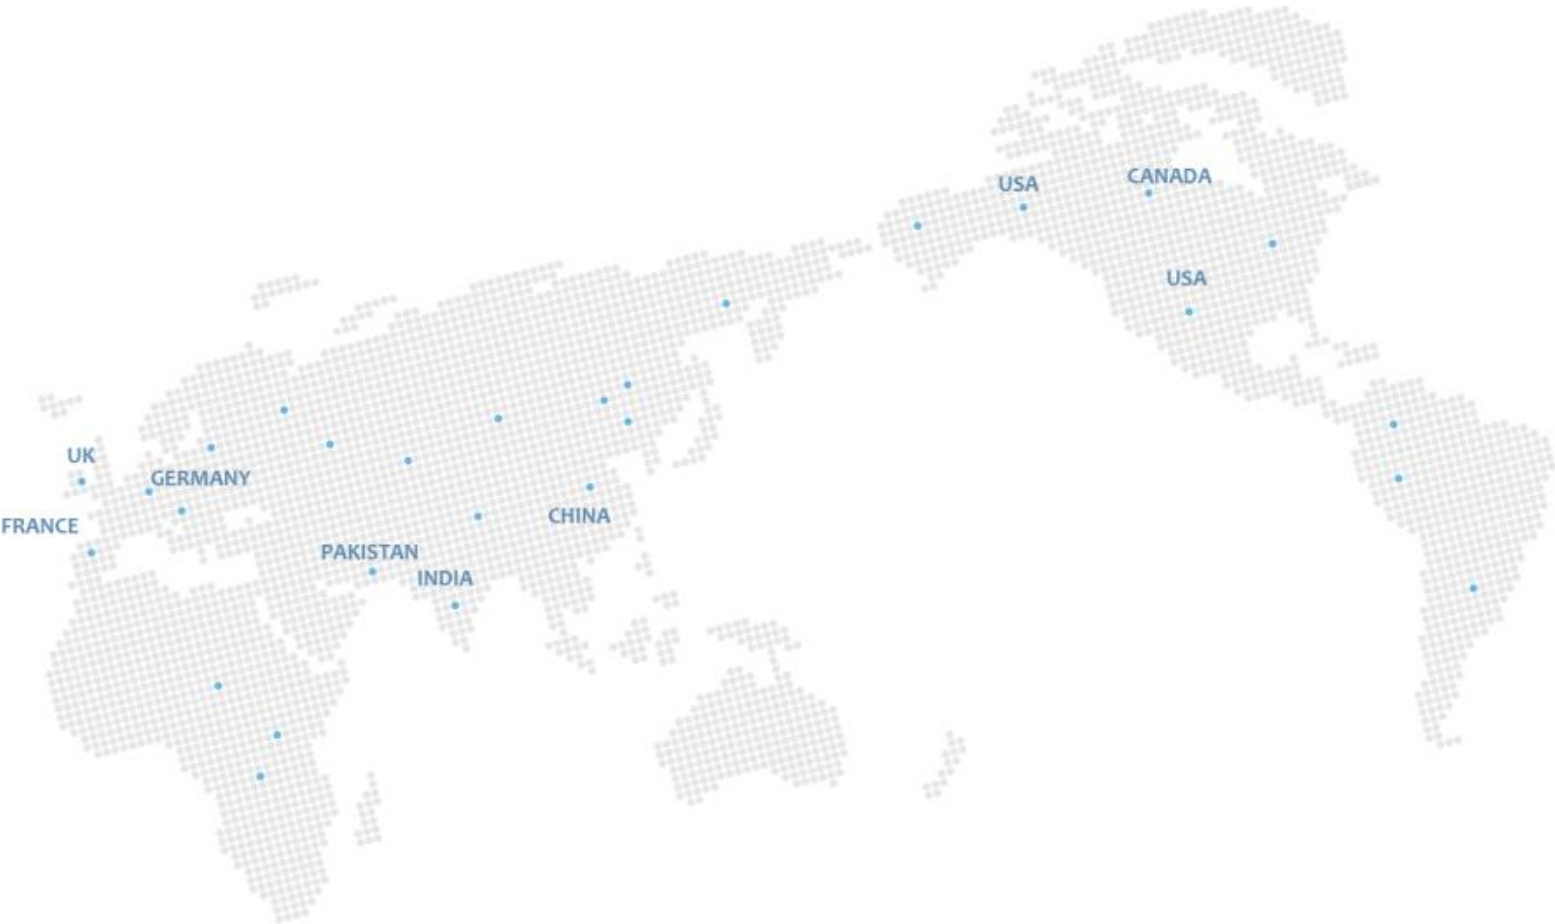 USA
CANADA
USA
UK
GERMANY
FRANCE
CHINA
PAKISTAN
INDIA